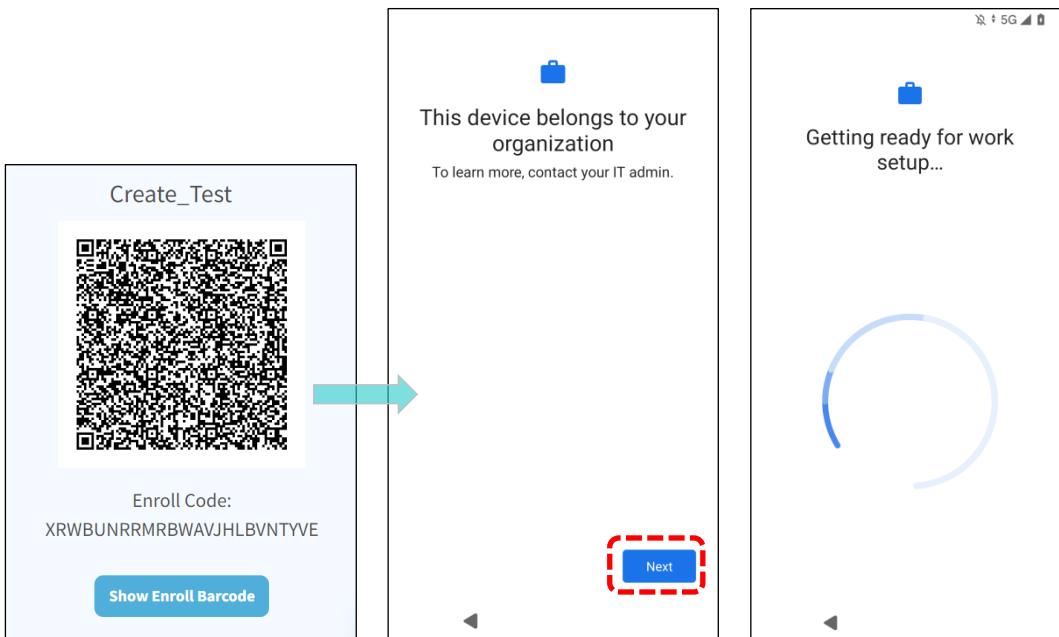 Create_Test
Enroll Code:
XRWBUNRRMRBWAVJHLBVNTYVE
Show Enroll Barcode
This device belongs to your
organization
To learn more, contact your IT admin.
Next
5G
Getting ready for work
setup...